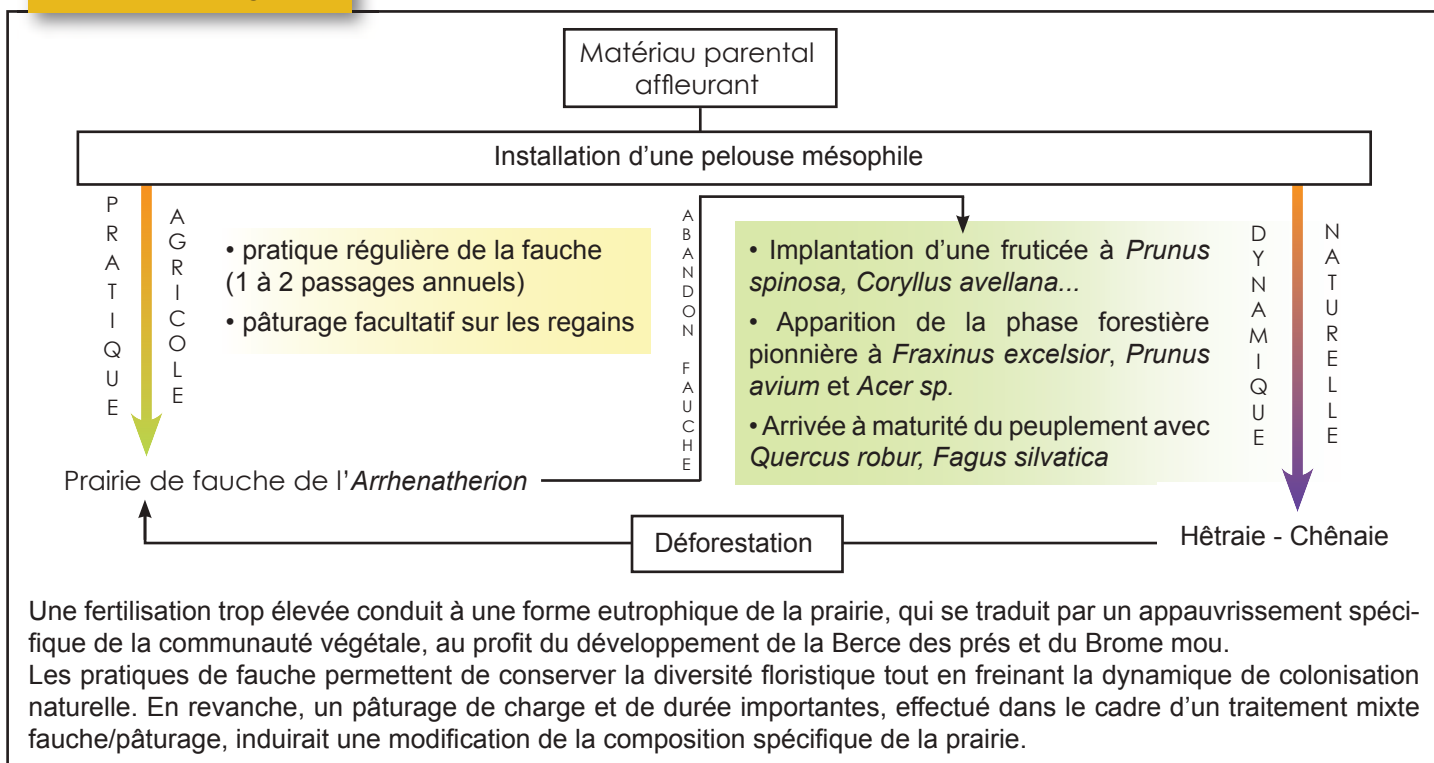 Matériau parental
affleurant
Installation d'une pelouse mésophile
PRATIQUE
AGRICOLE
• pratique régulière de la fauche
(1 à 2 passages annuels)
• pâturage facultatif sur les regains
ABANDON FAUCHE
• Implantation d'une fruticée à Prunus
spinosa, Coryllus avellana...
• Apparition de la phase forestière
pionnière à Fraxinus excelsior, Prunus
avium et Acer sp.
• Arrivée à maturité du peuplement avec
Quercus robur, Fagus silvatica
DYNAMIQUE
NATURELLE
Prairie de fauche de l'Arrhenatherion
Déforestation
Hêtraie - Chênaie
Une fertilisation trop élevée conduit à une forme eutrophique de la prairie, qui se traduit par un appauvrissement spéci-
fique de la communauté végétale, au profit du développement de la Berce des prés et du Brome mou.
Les pratiques de fauche permettent de conserver la diversité floristique tout en freinant la dynamique de colonisation
naturelle. En revanche, un pâturage de charge et de durée importantes, effectué dans le cadre d'un traitement mixte
fauche/pâturage, induirait une modification de la composition spécifique de la prairie.